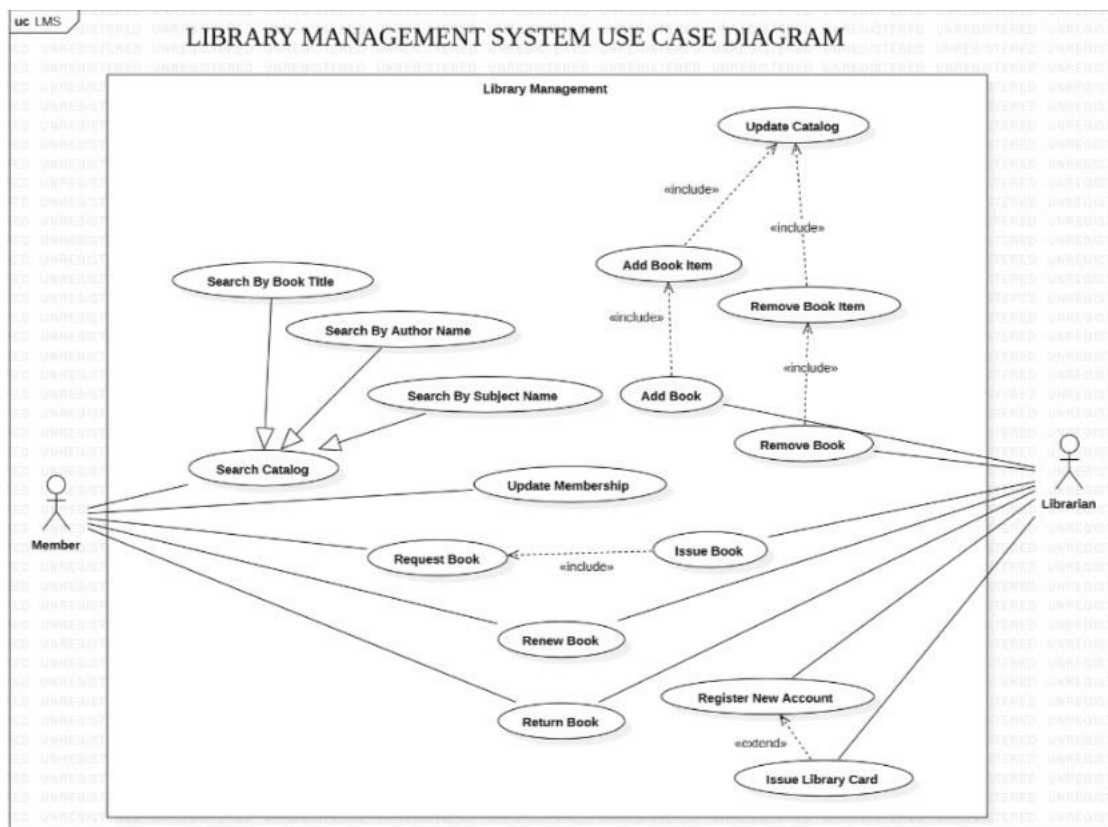 uc LMS
LIBRARY MANAGEMENT SYSTEM USE CASE DIAGRAM
Library Management
Update Catalog
«include»
«include»
Add Book Item
Search By Book Title
Remove Book Item
«include»
Search By Author Name
«include»
Search By Subject Name
Add Book
Remove Book
Search Catalog
Update Membership
Librarian
Member
Issue Book
Request Book
«include»
Renew Book
Register New Account
Return Book
«extend»
Issue Library Card
UNREGISTERED